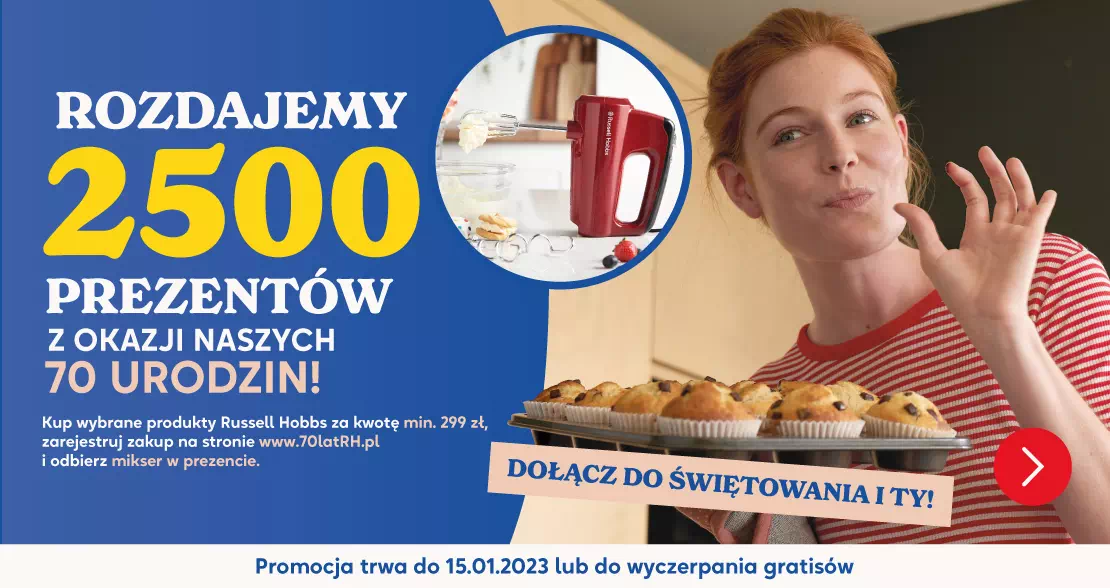 ROZDAJEMY
2500
PREZENTÓW
Z OKAZJI NASZYCH
70 URODZIN!
Kup wybrane produkty Russell Hobbs za kwotę min. 299 zł,
zarejestruj zakup na stronie www.70latRH.pl
i odbierz mikser w prezencie.
Russell Hobbs
DOŁĄCZ DO ŚWIĘTOWANIA I TY!
Promocja trwa do 15.01.2023 lub do wyczerpania gratisów